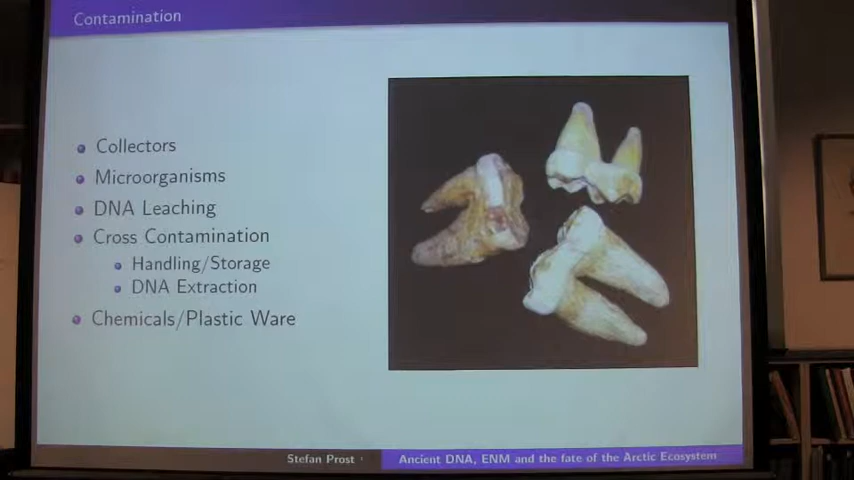 Contamination
Collectors
Microorganisms
DNA Leaching
Cross Contamination
Handling/Storage
DNA Extraction
Chemicals/Plastic Ware
Stefan Prost
Ancient DNA, ENM and the fate of the Arctic Ecosystem